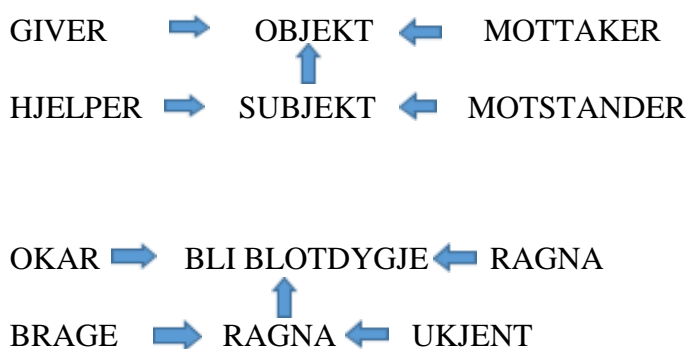 GIVER OBJEKT MOTTAKER
HJELPER SUBJEKT MOTSTANDER
OKAR BLI BLOTDYGJE RAGNA
BRAGE RAGNA UKJENT